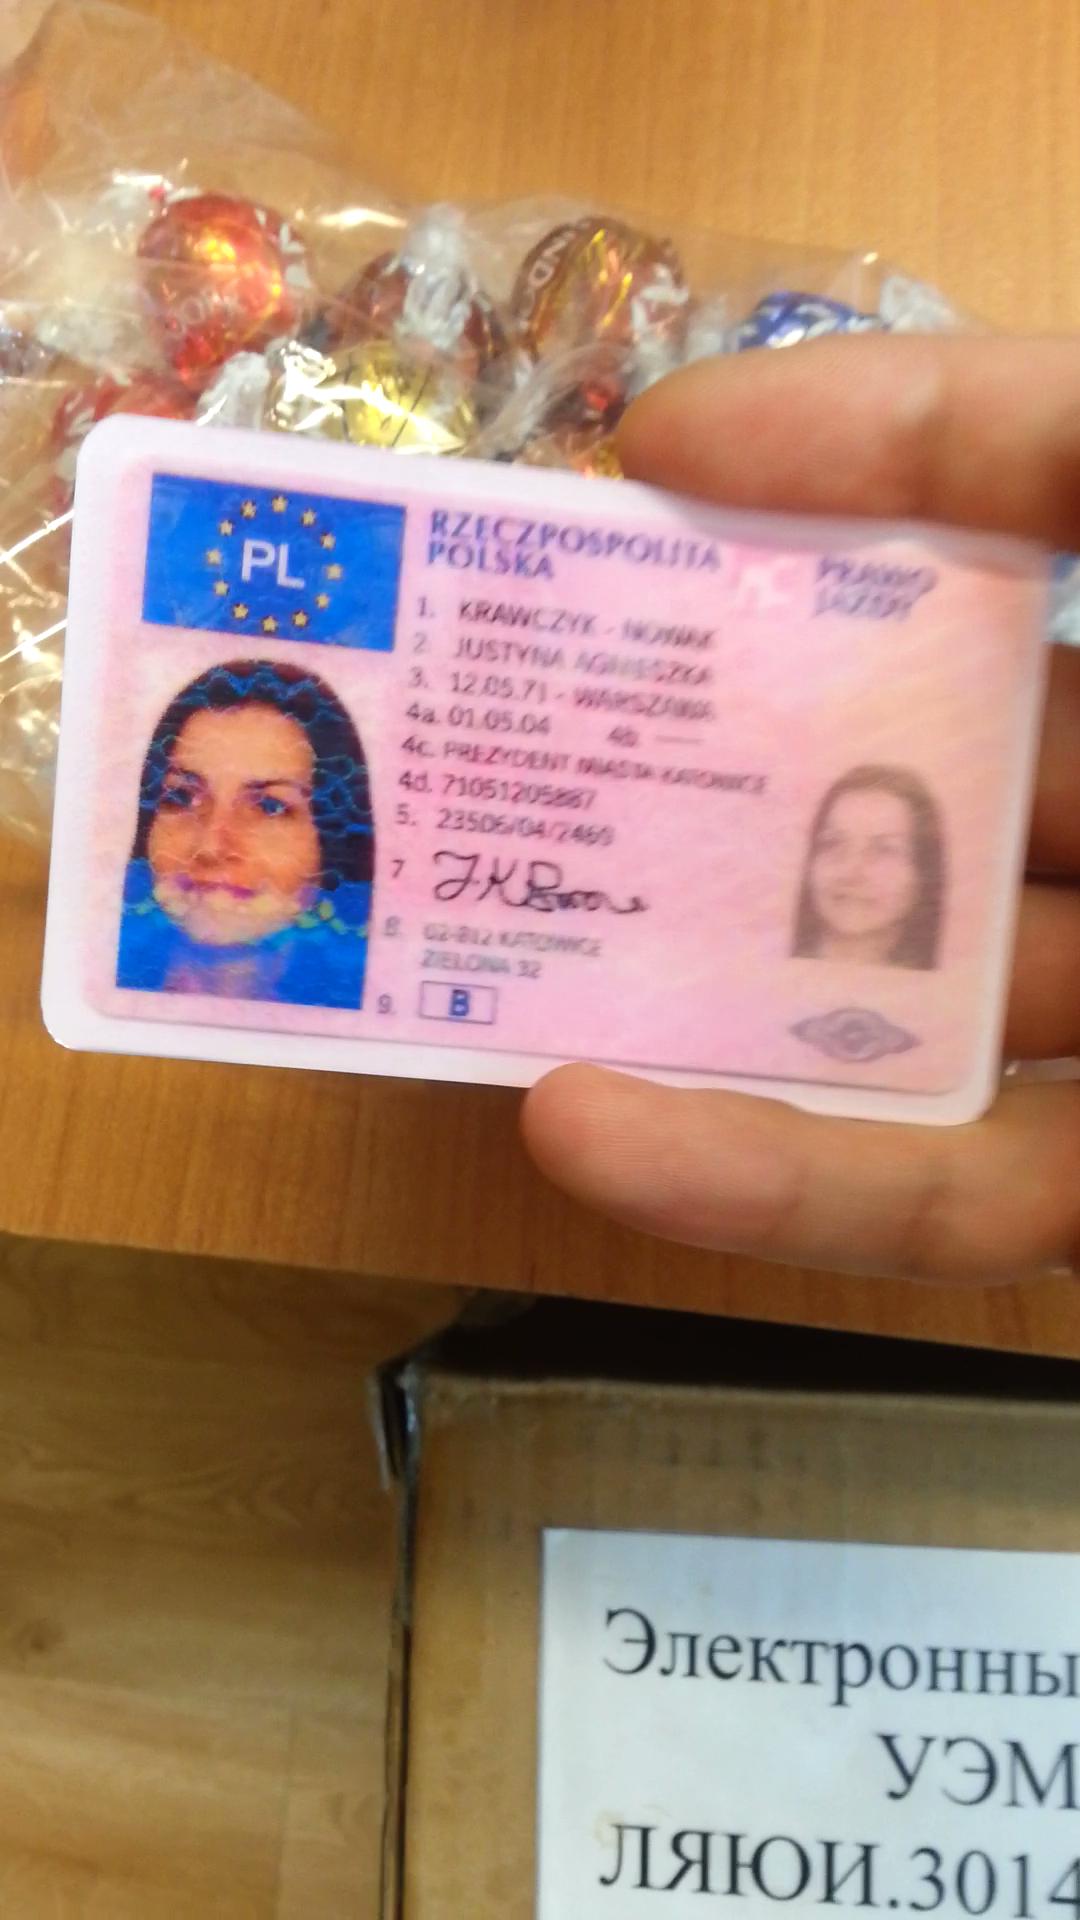 PL
RZECZPOSPOLITA
POLSKA
PRAWO
JAZDY
1. KRAWCZYK - NOWAK
2. JUSTYNA AGNIESZKA
3. 12.05.71 - WARSZAWA
4a. 01.05.04 4b. —
4c. PREZYDENT MIASTA KATOWICE
4d. 71051205887
5. 23506/04/2469
7
8. 02-812 KATOWICE
ZIELONA 32
9. B
Электронны
УЭМ
ЛЯЮИ.3014